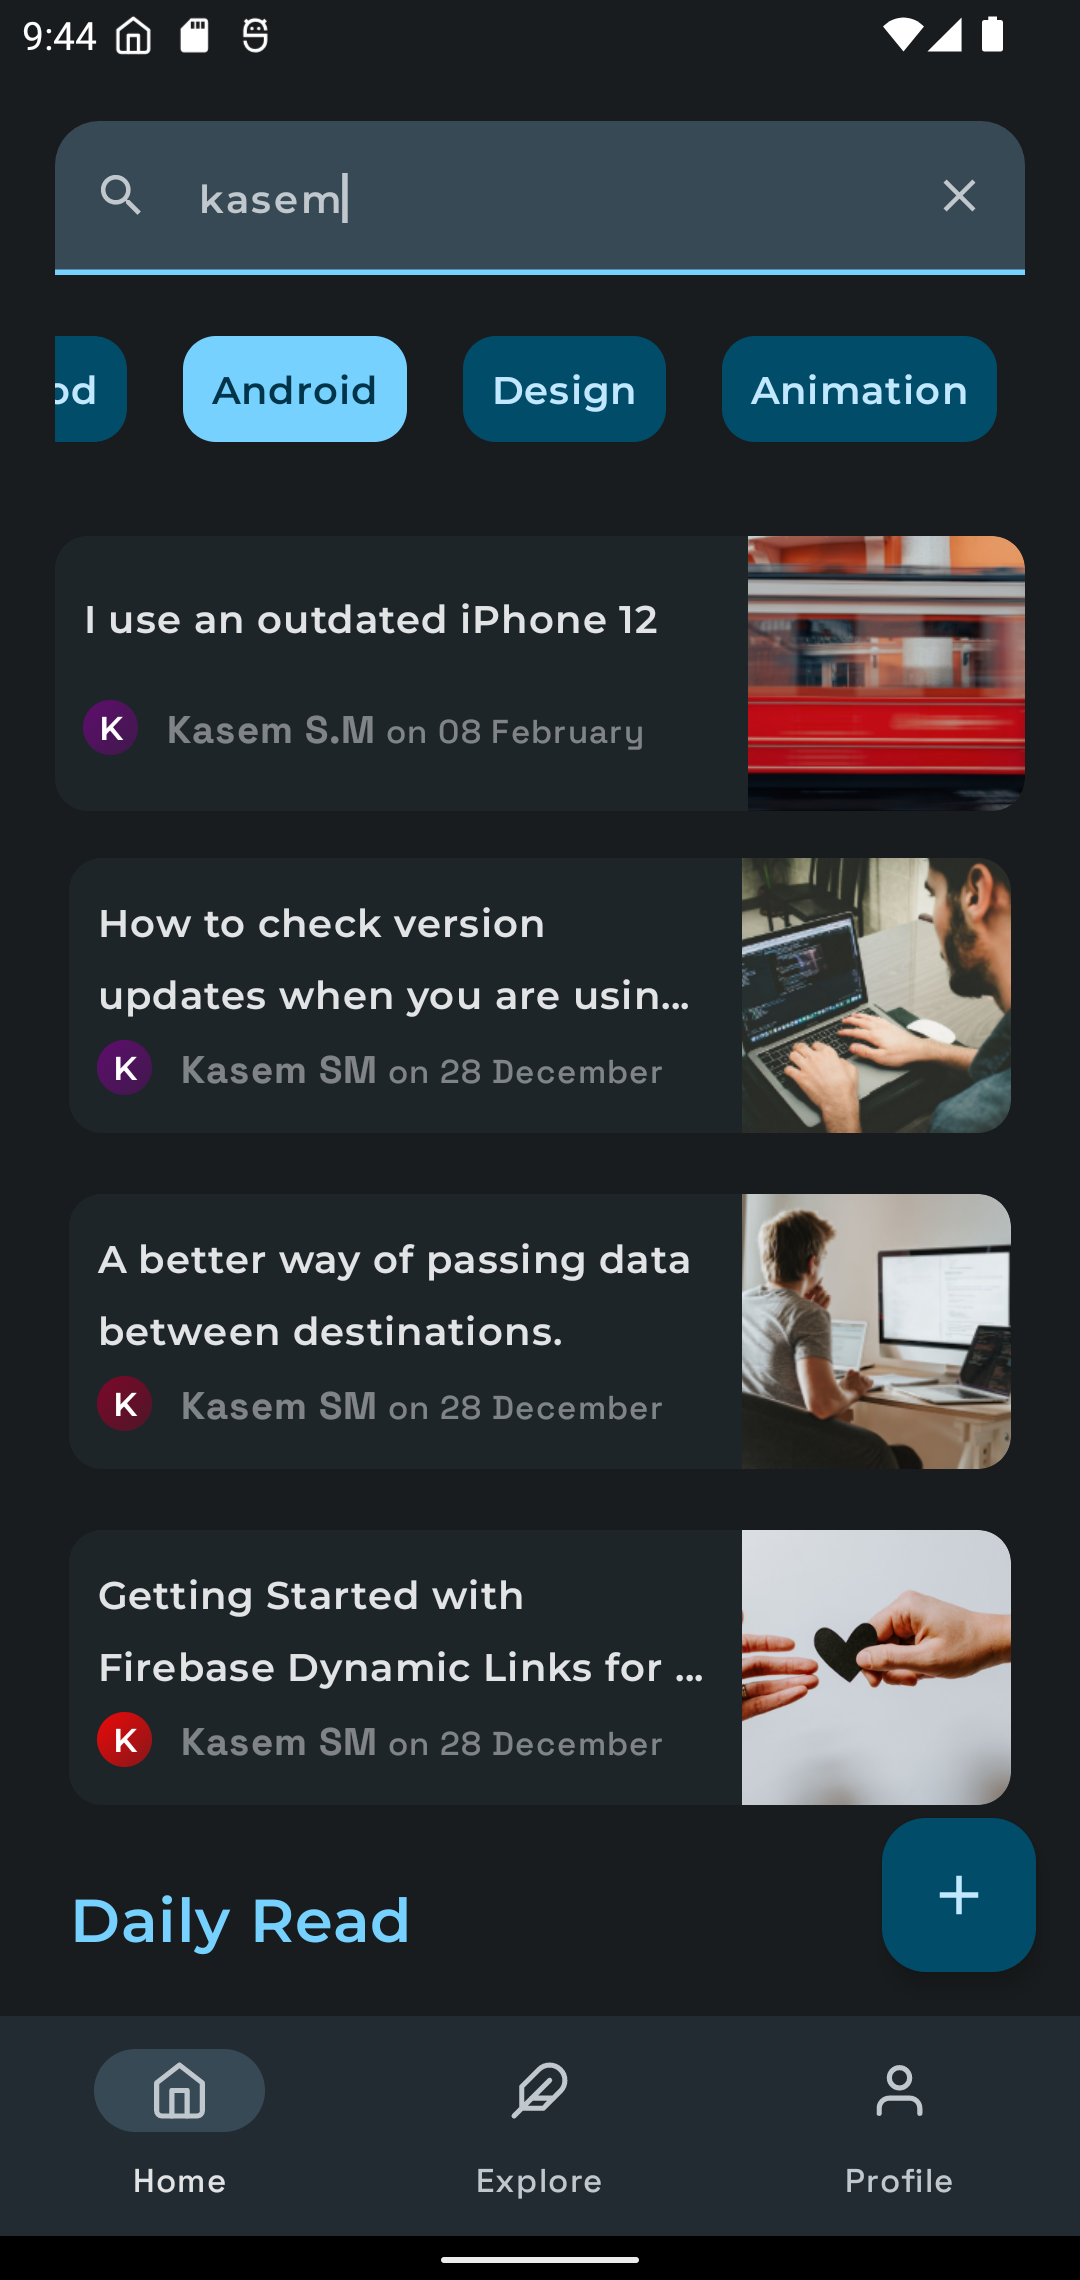 9:44
kasem
od
Android
Design
Animation
I use an outdated iPhone 12
K
Kasem S.M on 08 February
How to check version
updates when you are usin...
K
Kasem SM on 28 December
A better way of passing data
between destinations.
K
Kasem SM on 28 December
Getting Started with
Firebase Dynamic Links for ...
K
Kasem SM on 28 December
Daily Read
Home
Explore
Profile